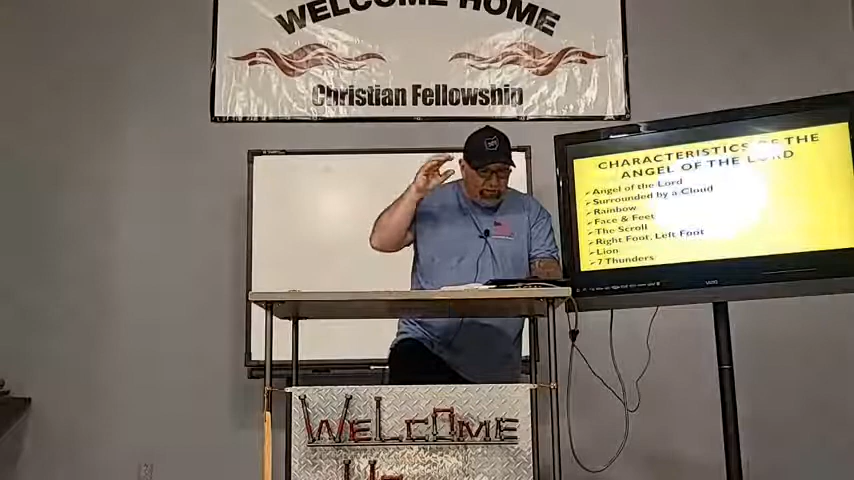 WELCOME HOME
Christian Fellowship
CHARACTERISTICS OF THE
ANGEL OF THE LORD
Angel of the Lord
Surrounded by a Cloud
Rainbow
Face & Feet
The Scroll
Right Foot, Left Foot
Lion
7 Thunders
VIZIO
WELCOME